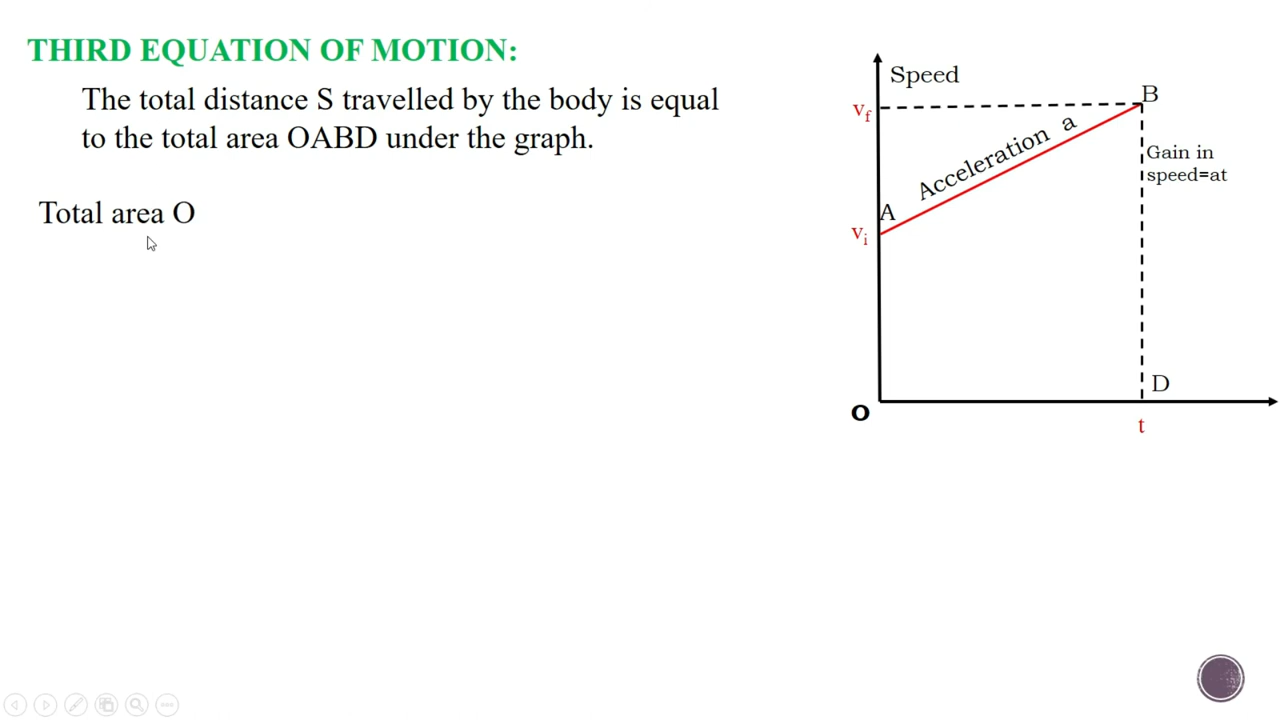 THIRD EQUATION OF MOTION:
The total distance S travelled by the body is equal
to the total area OABD under the graph.
Total area O
Speed
B
vf
Acceleration a
Gain in
speed=at
A
vi
D
O
t